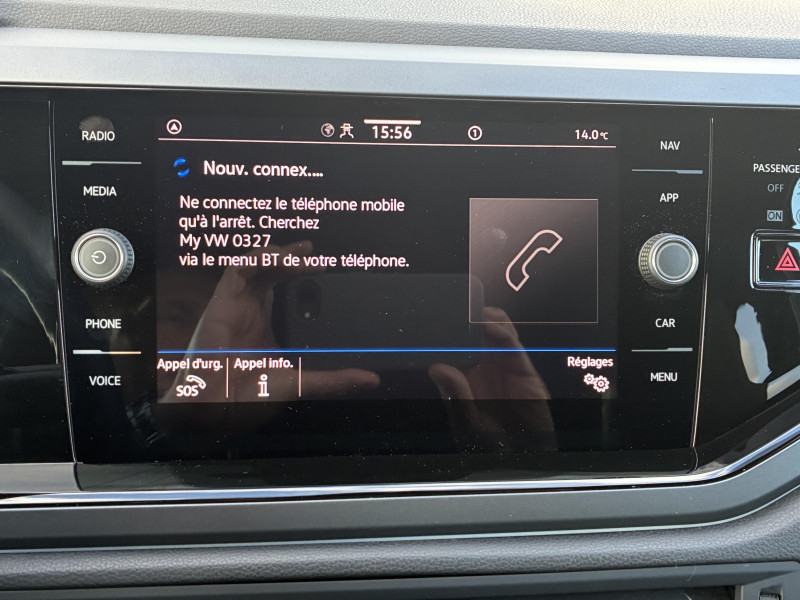 RADIO
MEDIA
PHONE
VOICE
15:56
1
14.0°C
Nouv. connex....
Ne connectez le téléphone mobile
qu'à l'arrêt. Cherchez
My VW 0327
via le menu BT de votre téléphone.
Appel d'urg. Appel info. Réglages
SOS i
NAV
APP
CAR
MENU
PASSENGE
OFF
ON